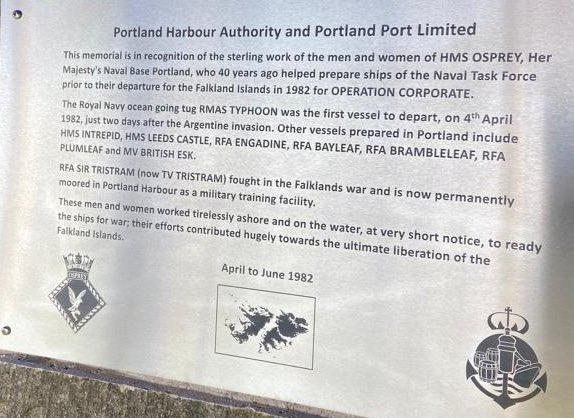 Portland Harbour Authority and Portland Port Limited
This memorial is in recognition of the sterling work of the men and women of HMS OSPREY, Her
Majesty's Naval Base Portland, who 40 years ago helped prepare ships of the Naval Task Force
prior to their departure for the Falkland Islands in 1982 for OPERATION CORPORATE.
The Royal Navy ocean going tug RMAS TYPHOON was the first vessel to depart, on 4th April
1982, just two days after the Argentine invasion. Other vessels prepared in Portland include
HMS INTREPID, HMS LEEDS CASTLE, RFA ENGADINE, RFA BAYLEAF, RFA BRAMBLELEAF, RFA
PLUMLEAF and MV BRITISH ESK.
RFA SIR TRISTRAM (now TV TRISTRAM) fought in the Falklands war and is now permanently
moored in Portland Harbour as a military training facility.
These men and women worked tirelessly ashore and on the water, at very short notice, to ready
the ships for war; their efforts contributed hugely towards the ultimate liberation of the
Falkland Islands.
April to June 1982
OSPREY